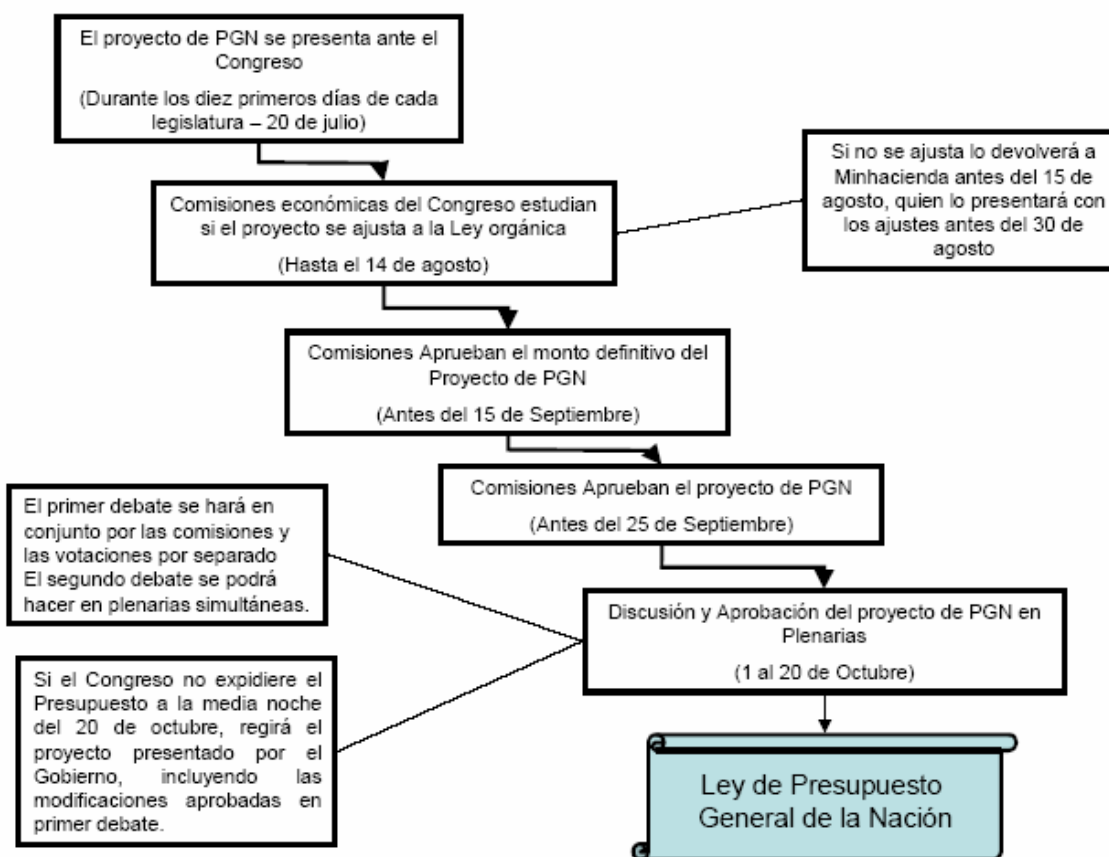 El proyecto de PGN se presenta ante el
Congreso
(Durante los diez primeros días de cada
legislatura – 20 de julio)
Comisiones económicas del Congreso estudian
si el proyecto se ajusta a la Ley orgánica
(Hasta el 14 de agosto)
Si no se ajusta lo devolverá a
Minhacienda antes del 15 de
agosto, quien lo presentará con
los ajustes antes del 30 de
agosto
Comisiones Aprueban el monto definitivo del
Proyecto de PGN
(Antes del 15 de Septiembre)
Comisiones Aprueban el proyecto de PGN
(Antes del 25 de Septiembre)
El primer debate se hará en
conjunto por las comisiones y
las votaciones por separado
El segundo debate se podrá
hacer en plenarias simultáneas.
Discusión y Aprobación del proyecto de PGN en
Plenarias
(1 al 20 de Octubre)
Si el Congreso no expidiere el
Presupuesto a la media noche
del 20 de octubre, regirá el
proyecto presentado por el
Gobierno, incluyendo las
modificaciones aprobadas en
primer debate.
Ley de Presupuesto
General de la Nación